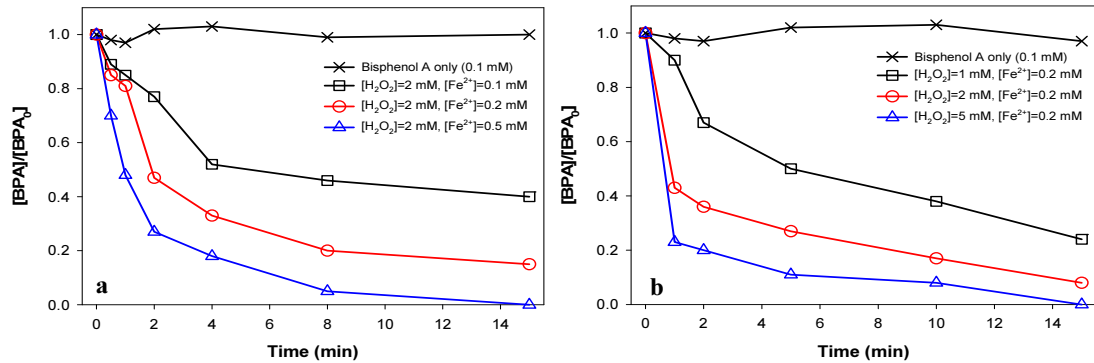 [BPA]/[BPA₀]
1.0
0.8
0.6
0.4
0.2
0.0
Bisphenol A only (0.1 mM)
[H₂O₂]=2 mM, [Fe²⁺]=0.1 mM
[H₂O₂]=2 mM, [Fe²⁺]=0.2 mM
[H₂O₂]=2 mM, [Fe²⁺]=0.5 mM
a
0 2 4 6 8 10 12 14
Time (min)
[BPA]/[BPA₀]
1.0
0.8
0.6
0.4
0.2
0.0
Bisphenol A only (0.1 mM)
[H₂O₂]=1 mM, [Fe²⁺]=0.2 mM
[H₂O₂]=2 mM, [Fe²⁺]=0.2 mM
[H₂O₂]=5 mM, [Fe²⁺]=0.2 mM
b
0 2 4 6 8 10 12 14
Time (min)